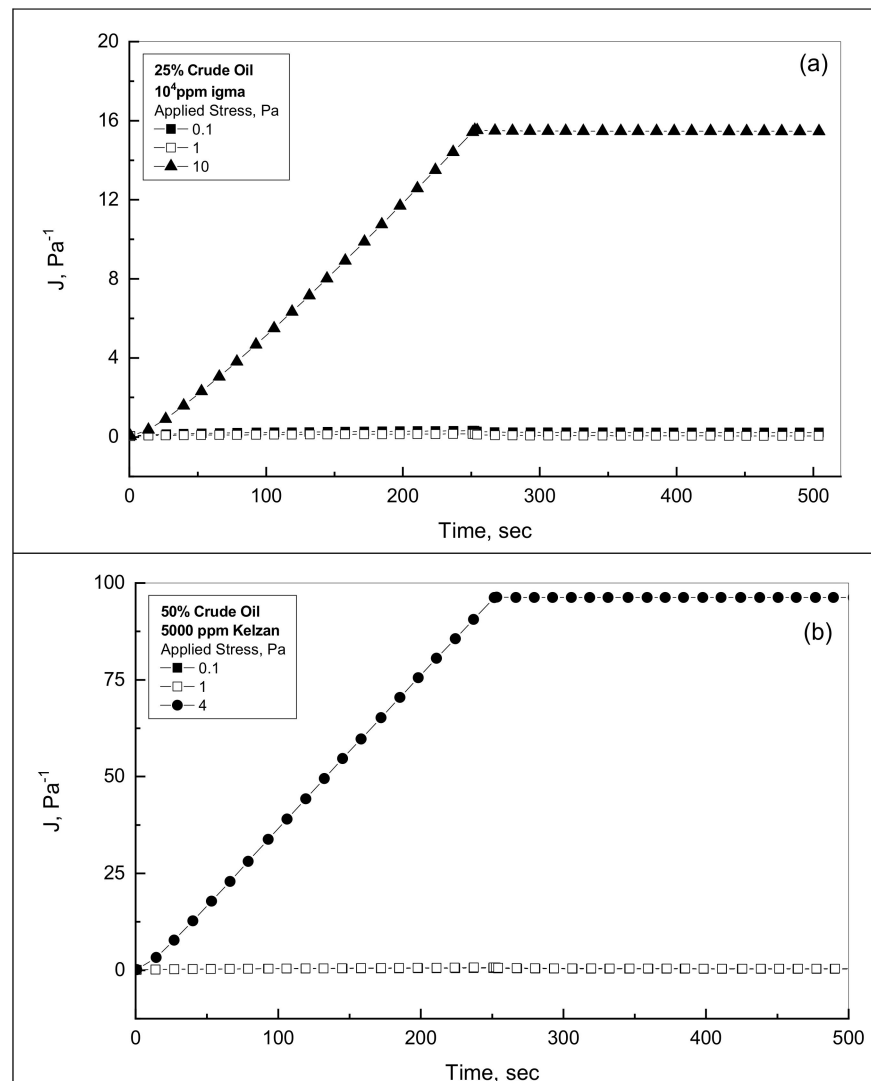 (a)
25% Crude Oil
10⁴ppm igma
Applied Stress, Pa
0.1
1
10
20
16
12
8
4
0
J, Pa⁻¹
0 100 200 300 400 500
Time, sec
(b)
50% Crude Oil
5000 ppm Kelzan
Applied Stress, Pa
0.1
1
4
100
75
50
25
0
J, Pa⁻¹
0 100 200 300 400 500
Time, sec